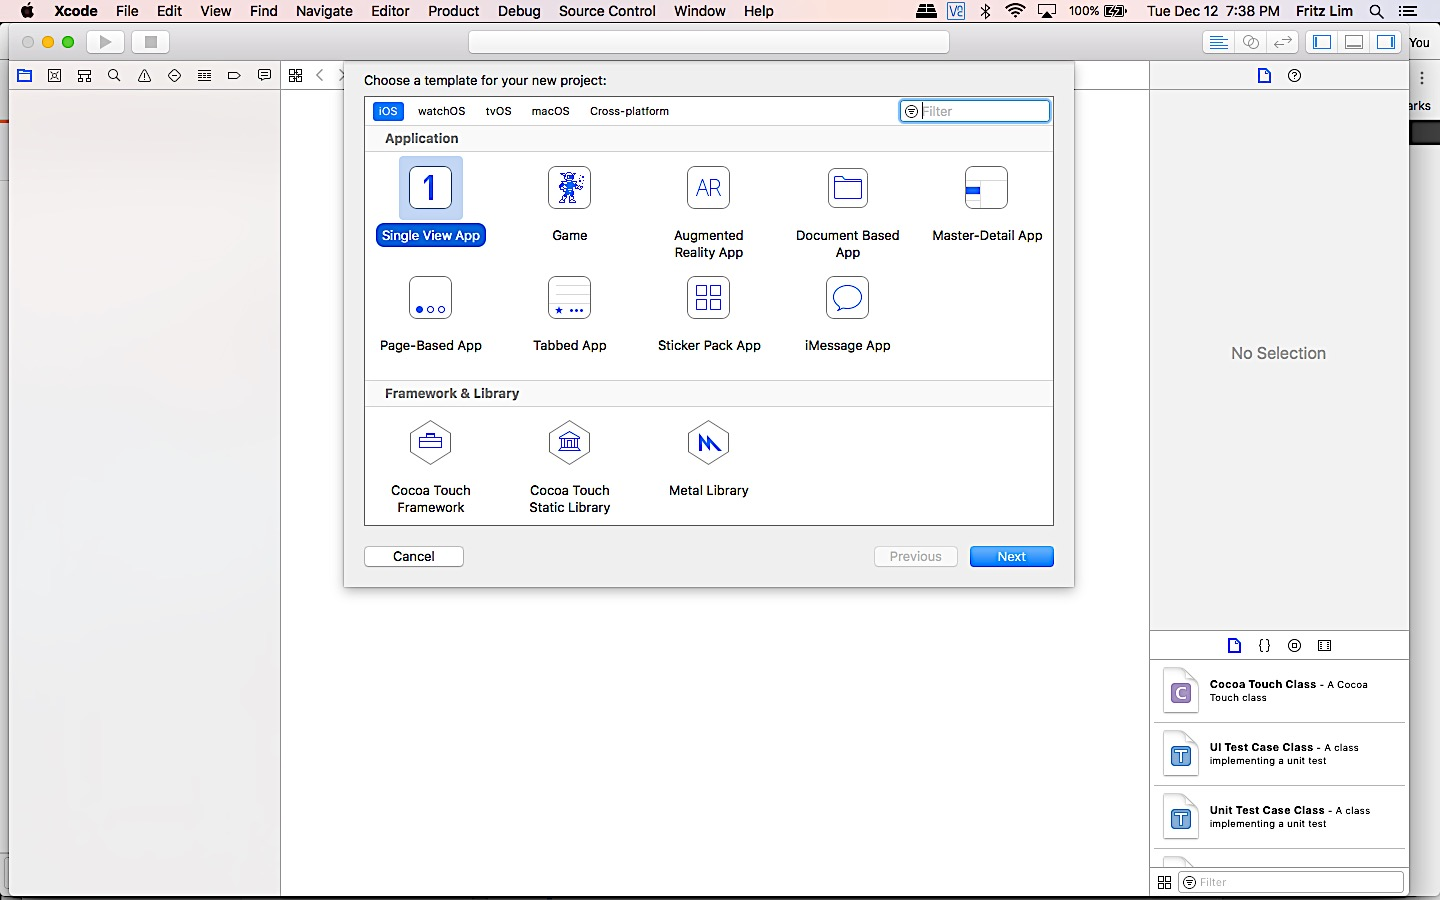 Xcode File Edit View Find Navigate Editor Product Debug Source Control Window Help 100% Tue Dec 12 7:38 PM Fritz Lim
You
Choose a template for your new project:
iOS watchOS tvOS macOS Cross-platform Filter
arks
Application
1 AR
Single View App Game Augmented Document Based Master-Detail App
Reality App App
Page-Based App Tabbed App Sticker Pack App iMessage App
No Selection
Framework & Library
Cocoa Touch Cocoa Touch Metal Library
Framework Static Library
Cancel Previous Next
{}
C
Cocoa Touch Class - A Cocoa
Touch class
T
UI Test Case Class - A class
implementing a unit test
T
Unit Test Case Class - A class
implementing a unit test
Filter